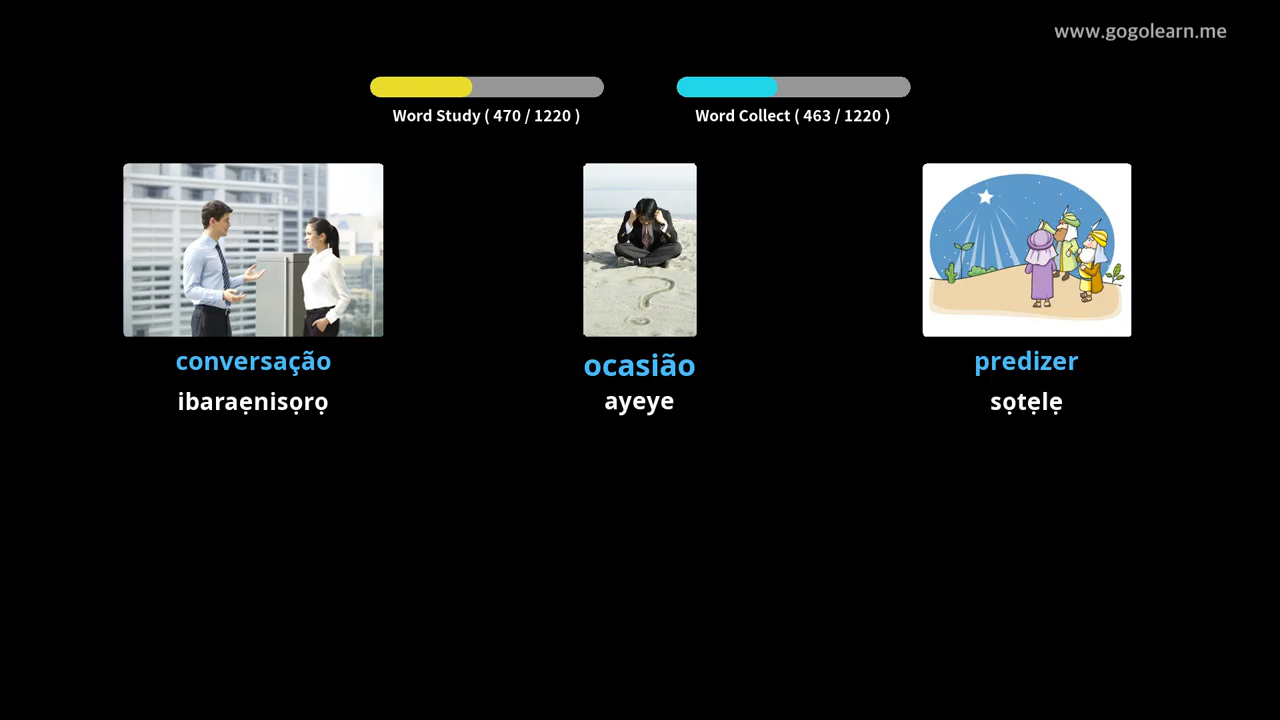 www.gogolearn.me
Word Study ( 470 / 1220 )
Word Collect ( 463 / 1220 )
conversação
ibaraẹnisọrọ
ocasião
ayeye
predizer
sọtẹlẹ